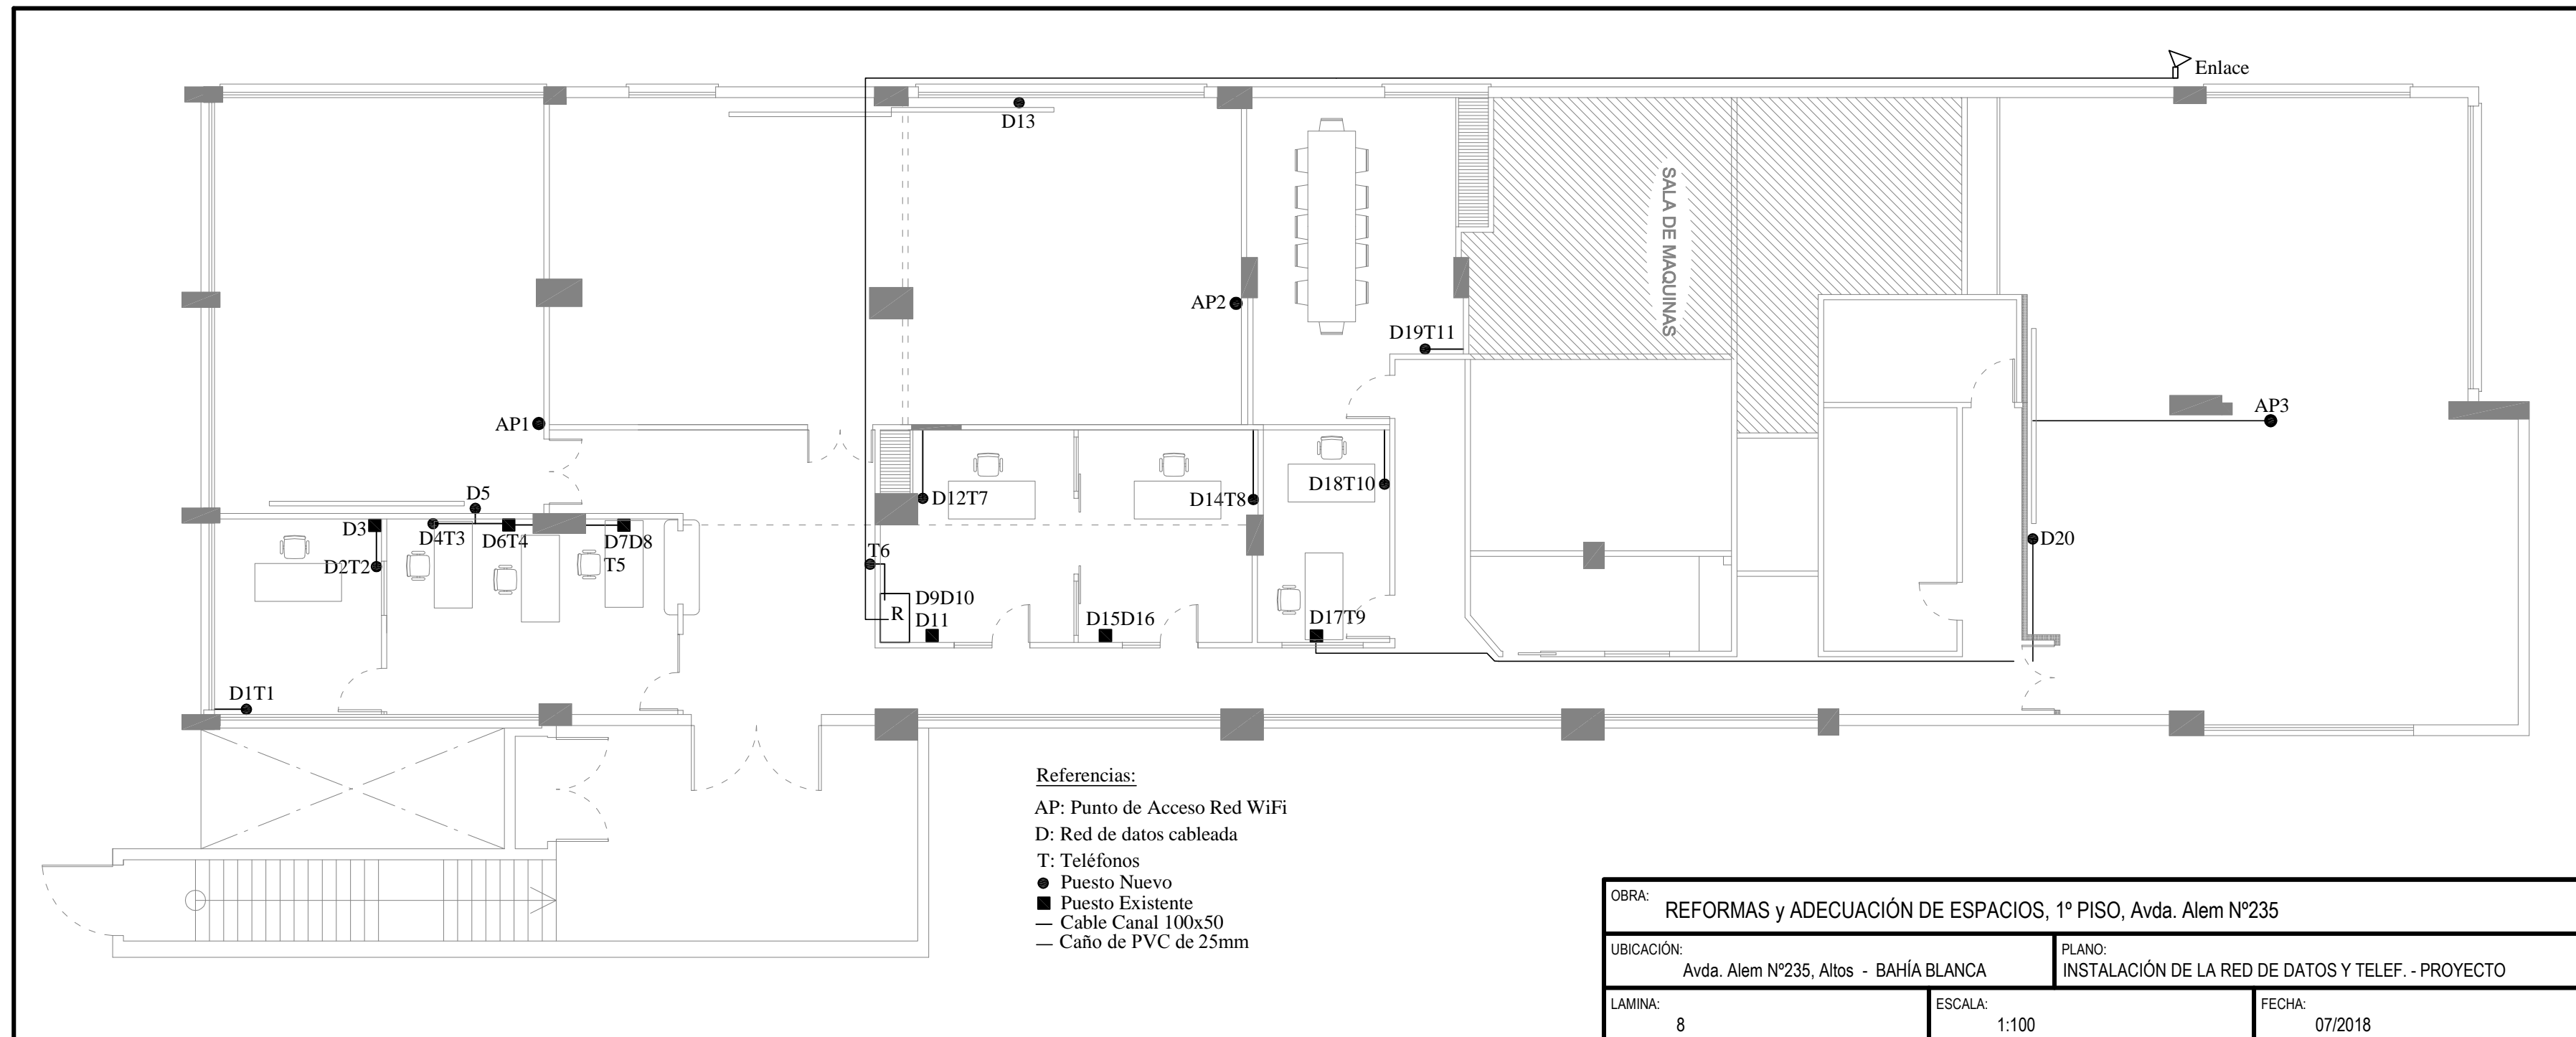 Enlace
D13
SALA DE MAQUINAS
AP2
D19T11
AP1
AP3
D5
D12T7
D14T8
D18T10
D3
D4T3
D6T4
D7D8
T5
D2T2
T6
D20
R
D9D10
D11
D15D16
D17T9
D1T1
Referencias:
AP: Punto de Acceso Red WiFi
D: Red de datos cableada
T: Teléfonos
Puesto Nuevo
Puesto Existente
Cable Canal 100x50
Caño de PVC de 25mm
OBRA:
REFORMAS y ADECUACIÓN DE ESPACIOS, 1º PISO, Avda. Alem Nº235
UBICACIÓN:
Avda. Alem Nº235, Altos - BAHÍA BLANCA
PLANO:
INSTALACIÓN DE LA RED DE DATOS Y TELEF. - PROYECTO
LAMINA:
8
ESCALA:
1:100
FECHA:
07/2018